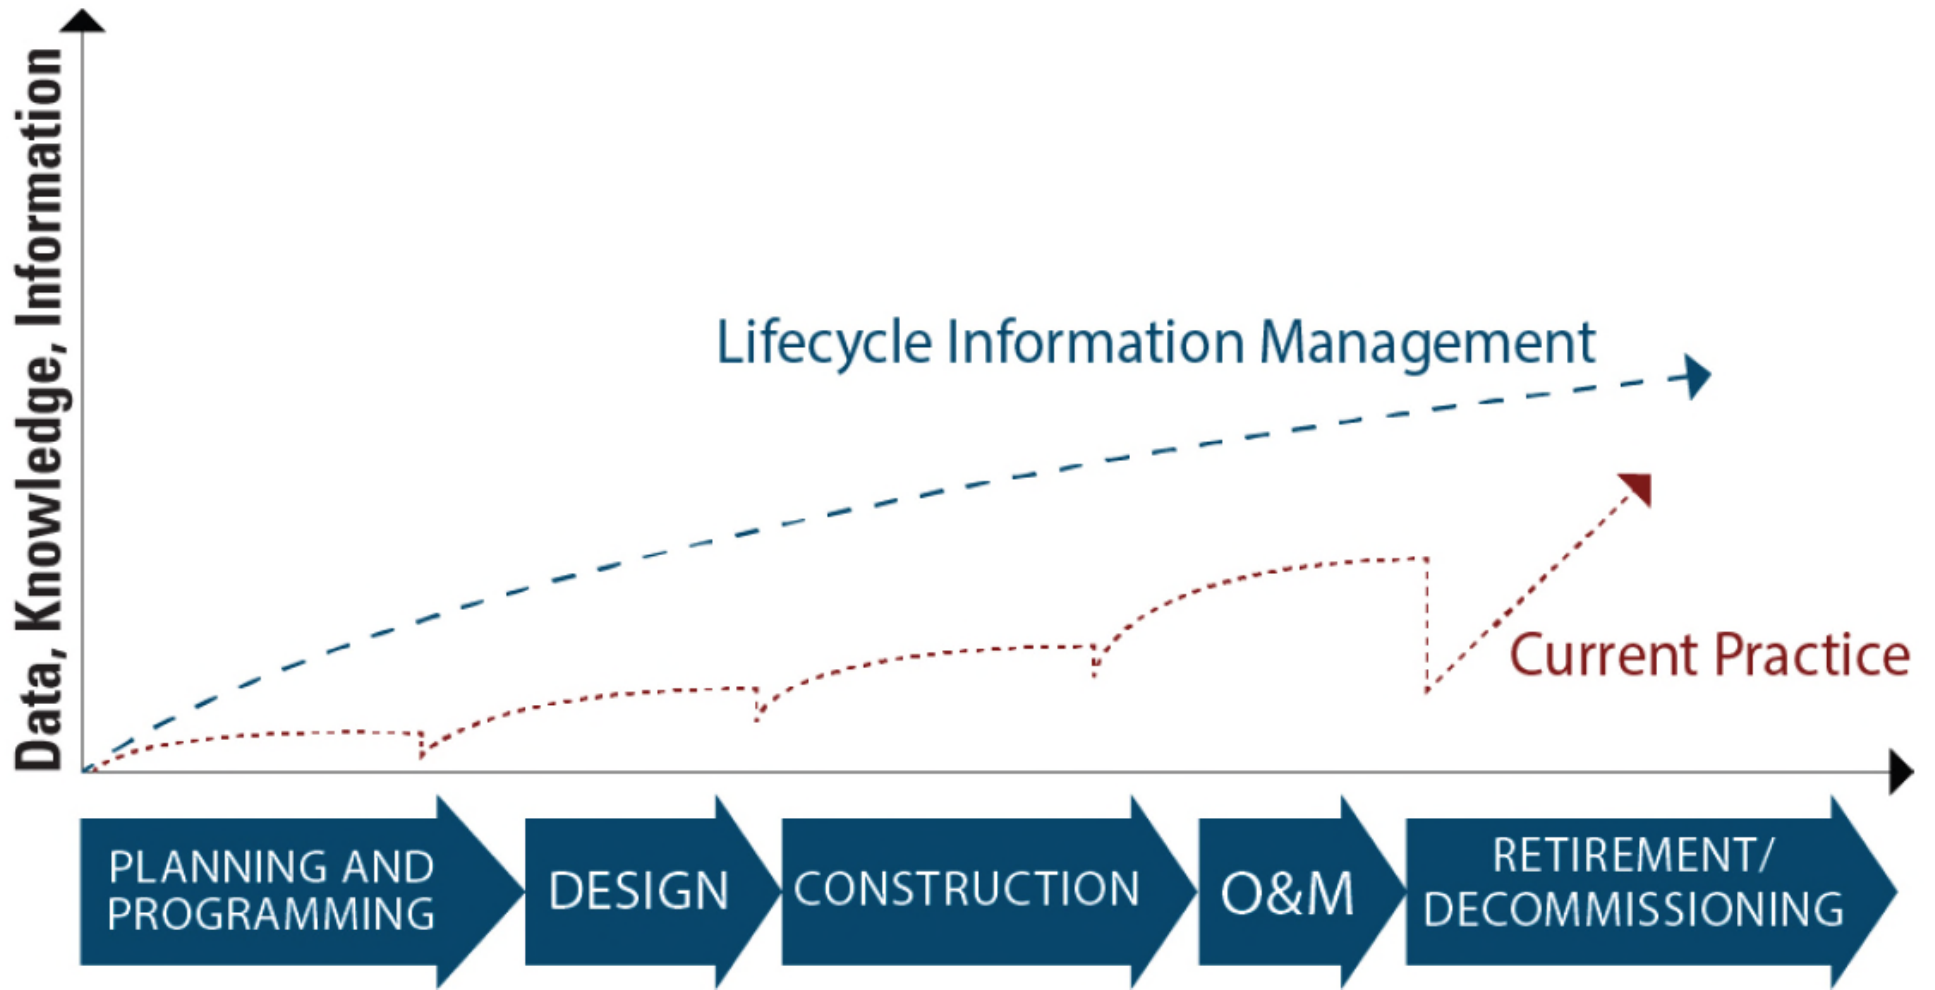 Data, Knowledge, Information
Lifecycle Information Management
Current Practice
PLANNING AND
PROGRAMMING
DESIGN
CONSTRUCTION
O&M
RETIREMENT/
DECOMMISSIONING